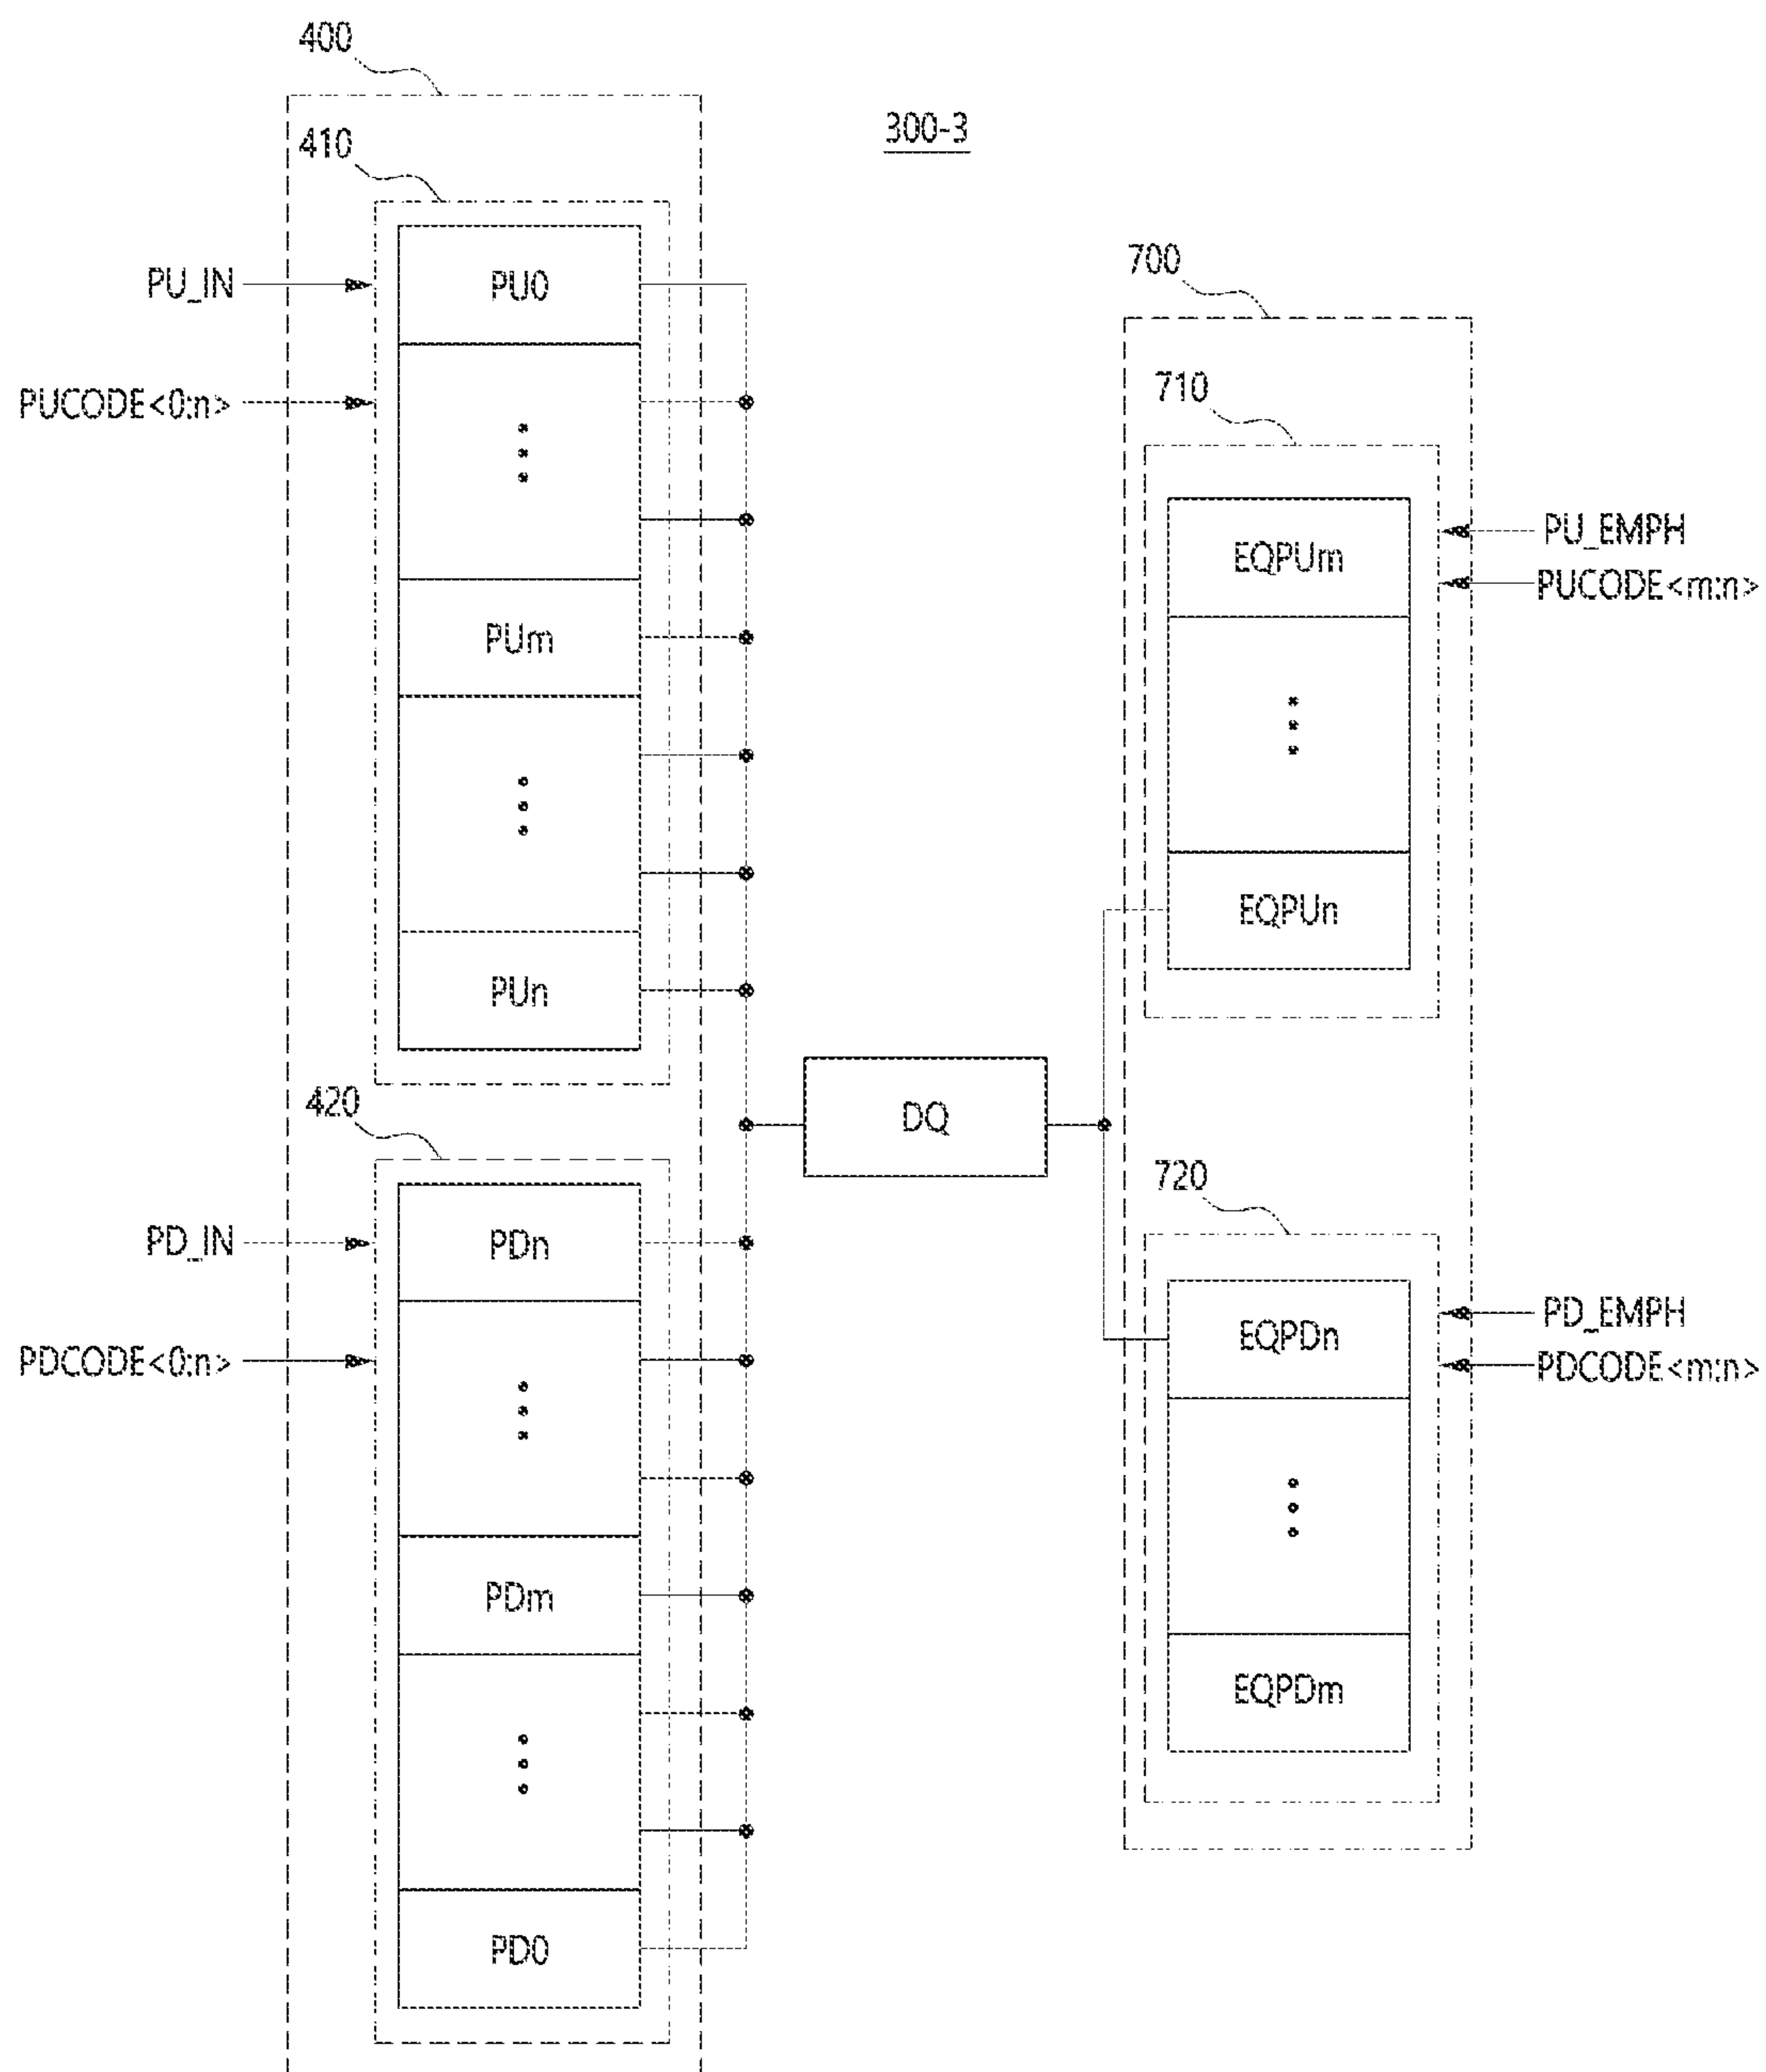 400
300-3
410
PU_IN
PU0
PUCODE<0:n>
PUm
PUn
420
PD_IN
PDn
PDCODE<0:n>
PDm
PD0
DQ
700
710
EQPUm
PU_EMPH
PUCODE<m:n>
EQPUn
720
EQPDn
PD_EMPH
PDCODE<m:n>
EQPDm